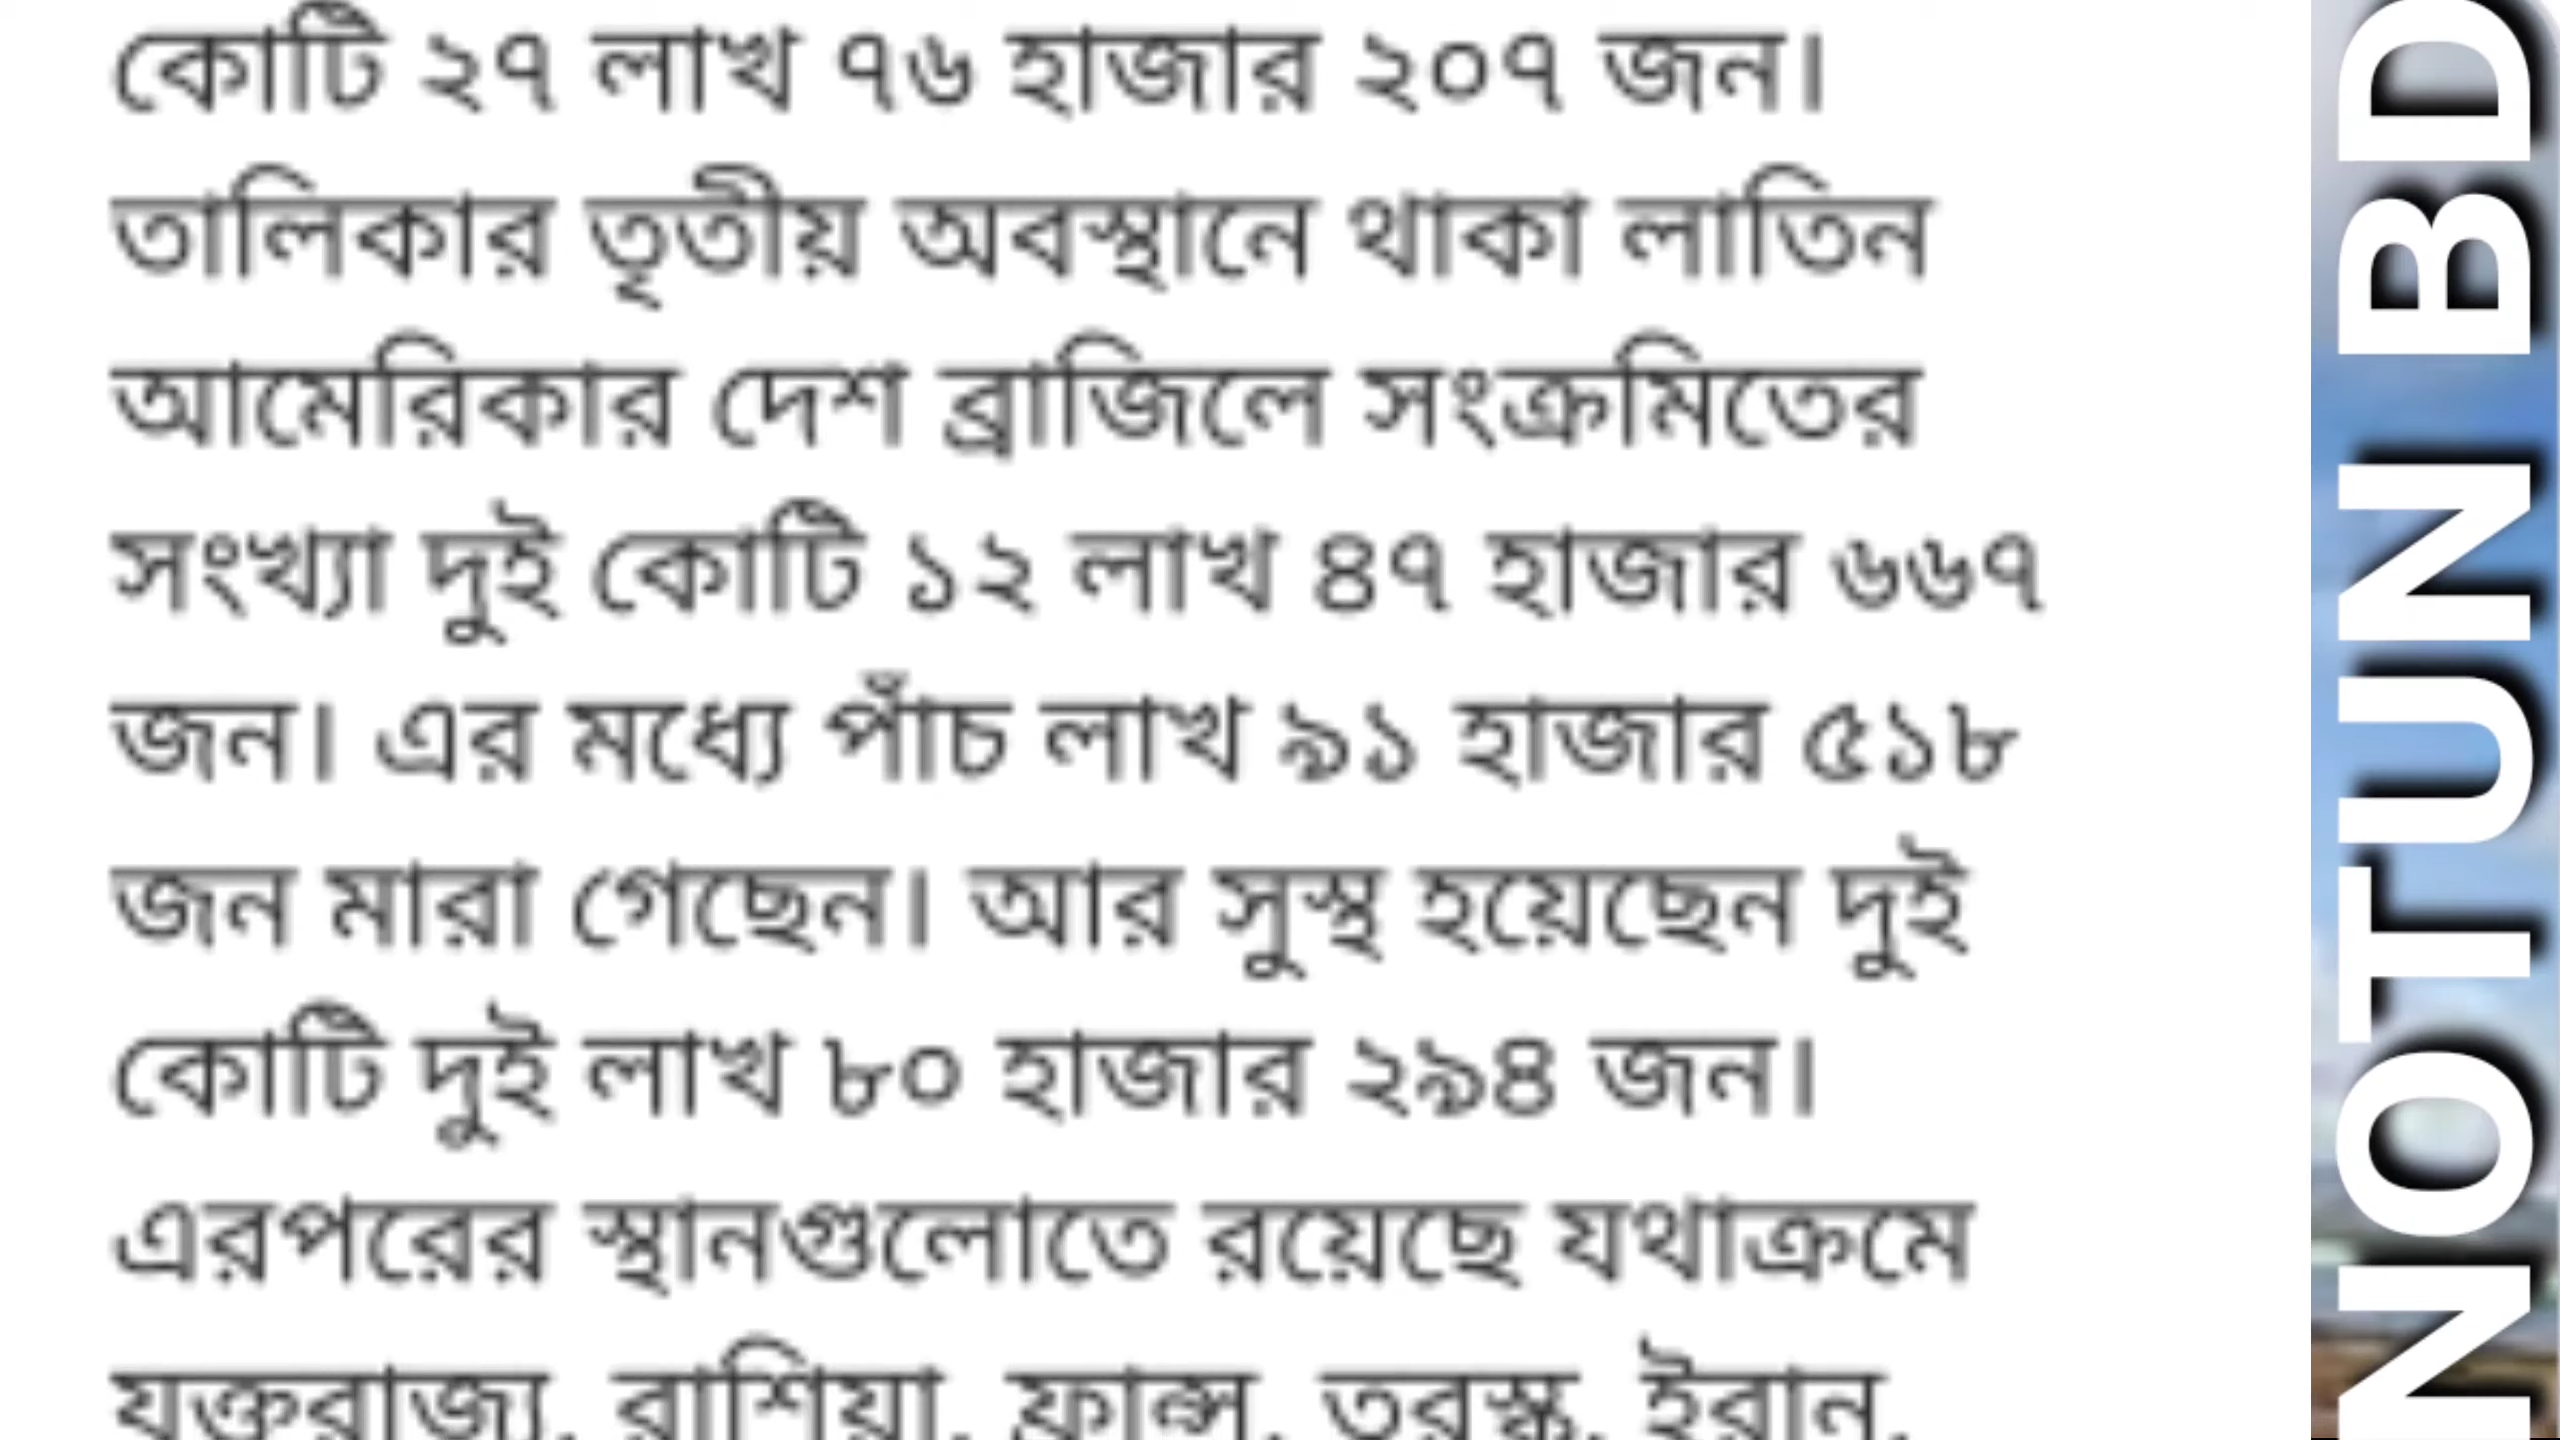 কোটি ২৭ লাখ ৭৬ হাজার ২০৭ জন।
তালিকার তৃতীয় অবস্থানে থাকা লাতিন
আমেরিকার দেশ ব্রাজিলে সংক্রমিতের
সংখ্যা দুই কোটি ১২ লাখ ৪৭ হাজার ৬৬৭
জন। এর মধ্যে পাঁচ লাখ ৯১ হাজার ৫১৮
জন মারা গেছেন। আর সুস্থ হয়েছেন দুই
কোটি দুই লাখ ৮০ হাজার ২৯৪ জন।
এরপরের স্থানগুলোতে রয়েছে যথাক্রমে
যুক্তরাজ্য, রাশিয়া, ফ্রান্স, তুরস্ক, ইরান,
NOTUN BD